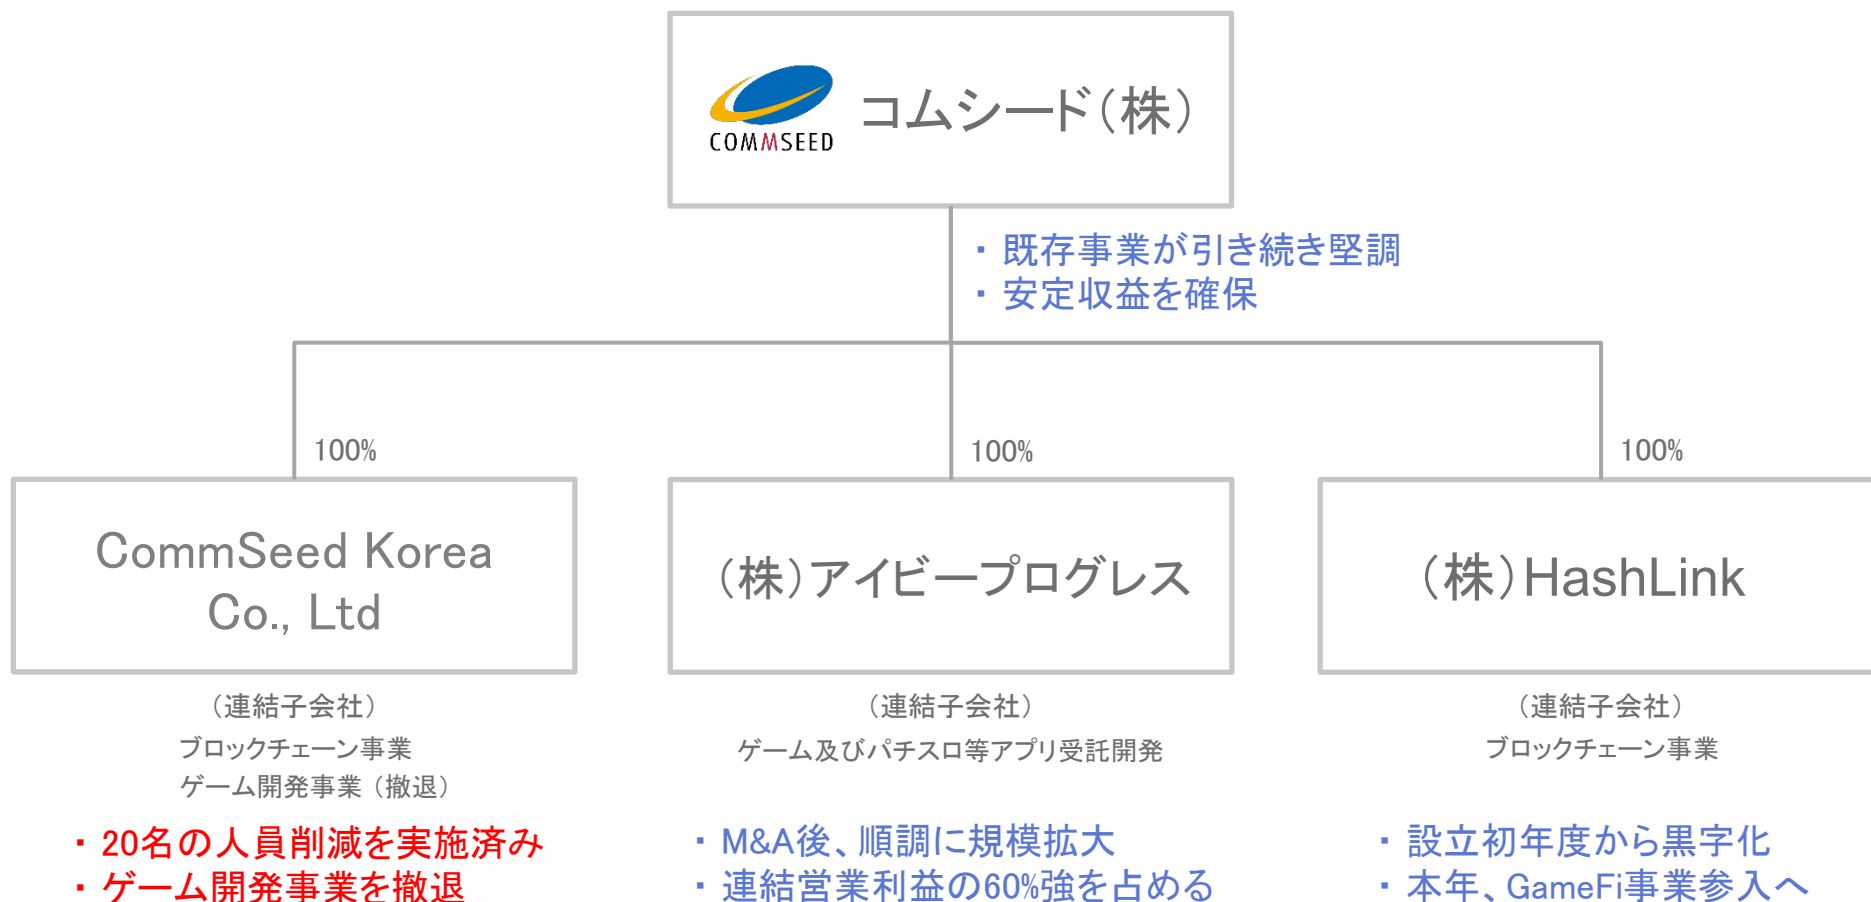 COMMSEED
コムシード（株）
・ 既存事業が引き続き堅調
・ 安定収益を確保
100%
100%
100%
CommSeed Korea
Co., Ltd
（株）アイビープログレス
（株）HashLink
（連結子会社）
ブロックチェーン事業
ゲーム開発事業（撤退）
（連結子会社）
ゲーム及びパチスロ等アプリ受託開発
（連結子会社）
ブロックチェーン事業
・ 20名の人員削減を実施済み
・ ゲーム開発事業を撤退
・ M&A後、順調に規模拡大
・ 連結営業利益の60%強を占める
・ 設立初年度から黒字化
・ 本年、GameFi事業参入へ